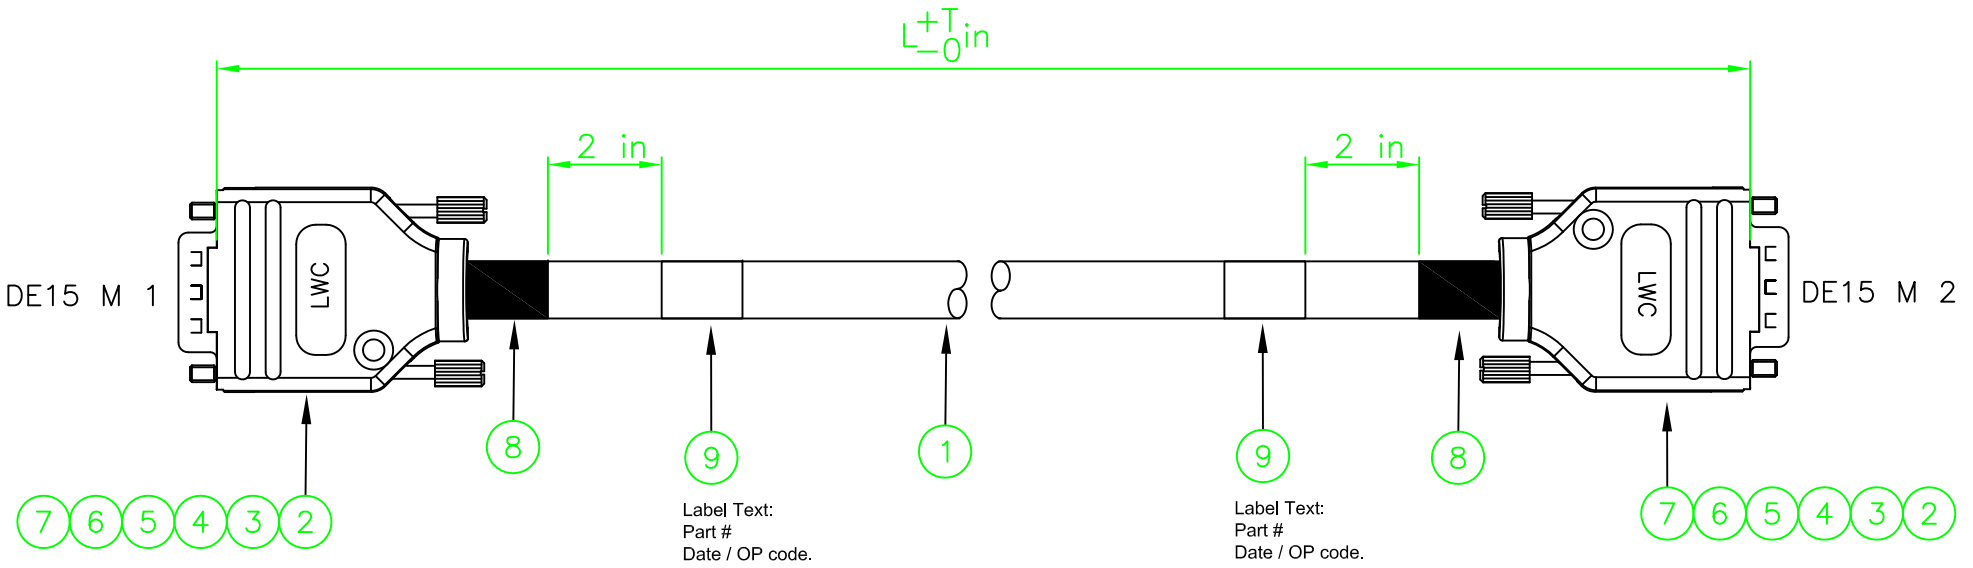 L +T -0 in
2 in
2 in
DE15 M 1
LWC
LWC
DE15 M 2
8
9
1
9
8
7 6 5 4 3 2
Label Text:
Part #
Date / OP code.
Label Text:
Part #
Date / OP code.
7 6 5 4 3 2